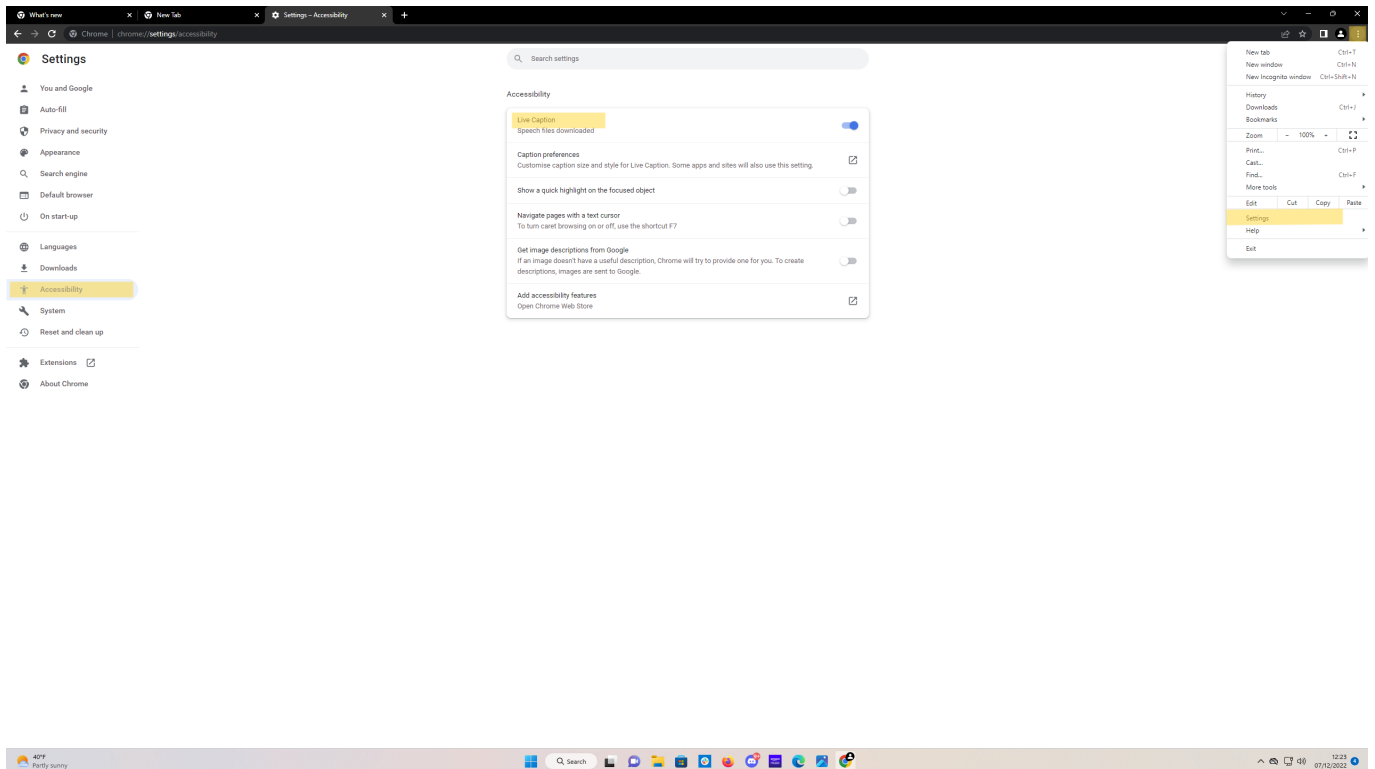 What's new
New Tab
Settings – Accessibility
Chrome | chrome://settings/accessibility
Settings
Search settings
You and Google
Auto-fill
Privacy and security
Appearance
Search engine
Default browser
On start-up
Languages
Downloads
Accessibility
System
Reset and clean up
Extensions
About Chrome
Accessibility
Live Caption
Speech files downloaded
Caption preferences
Customise caption size and style for Live Caption. Some apps and sites will also use this setting.
Show a quick highlight on the focused object
Navigate pages with a text cursor
To turn caret browsing on or off, use the shortcut F7
Get image descriptions from Google
If an image doesn't have a useful description, Chrome will try to provide one for you. To create
descriptions, images are sent to Google.
Add accessibility features
Open Chrome Web Store
New tab Ctrl+T
New window Ctrl+N
New Incognito window Ctrl+Shift+N
History
Downloads Ctrl+J
Bookmarks
Zoom - 100% +
Print... Ctrl+P
Cast...
Find... Ctrl+F
More tools
Edit Cut Copy Paste
Settings
Help
Exit
40°F
Partly sunny
Search
12:23
07/12/2022
4